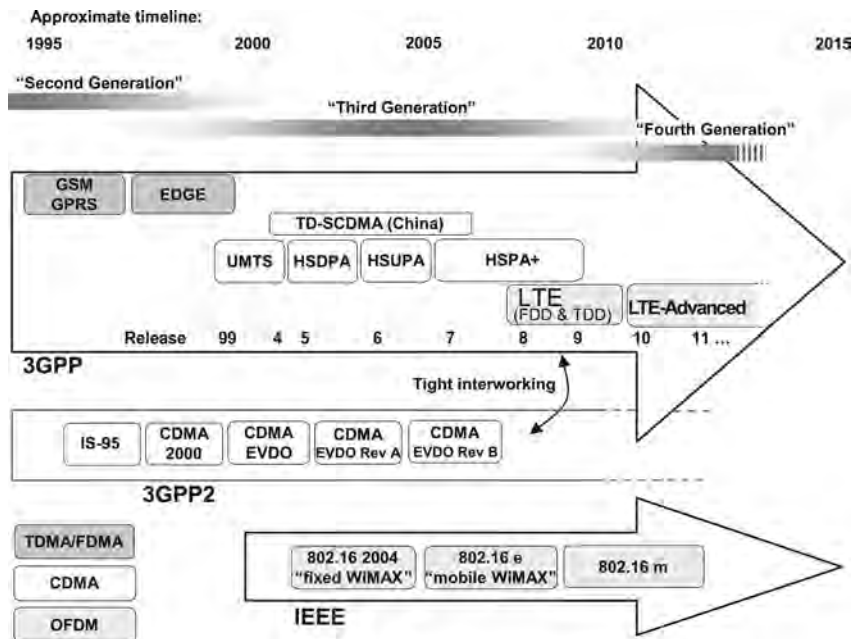 Approximate timeline:
1995 2000 2005 2010 2015
“Second Generation”
“Third Generation”
“Fourth Generation”
GSM
GPRS
EDGE
TD-SCDMA (China)
UMTS HSDPA HSUPA HSPA+
LTE
(FDD & TDD)
LTE-Advanced
Release 99 4 5 6 7 8 9 10 11 ...
3GPP
Tight interworking
IS-95
CDMA
2000
CDMA
EVDO
CDMA
EVDO Rev A
CDMA
EVDO Rev B
3GPP2
TDMA/FDMA
CDMA
OFDM
802.16 2004
“fixed WiMAX”
802.16 e
“mobile WiMAX”
802.16 m
IEEE